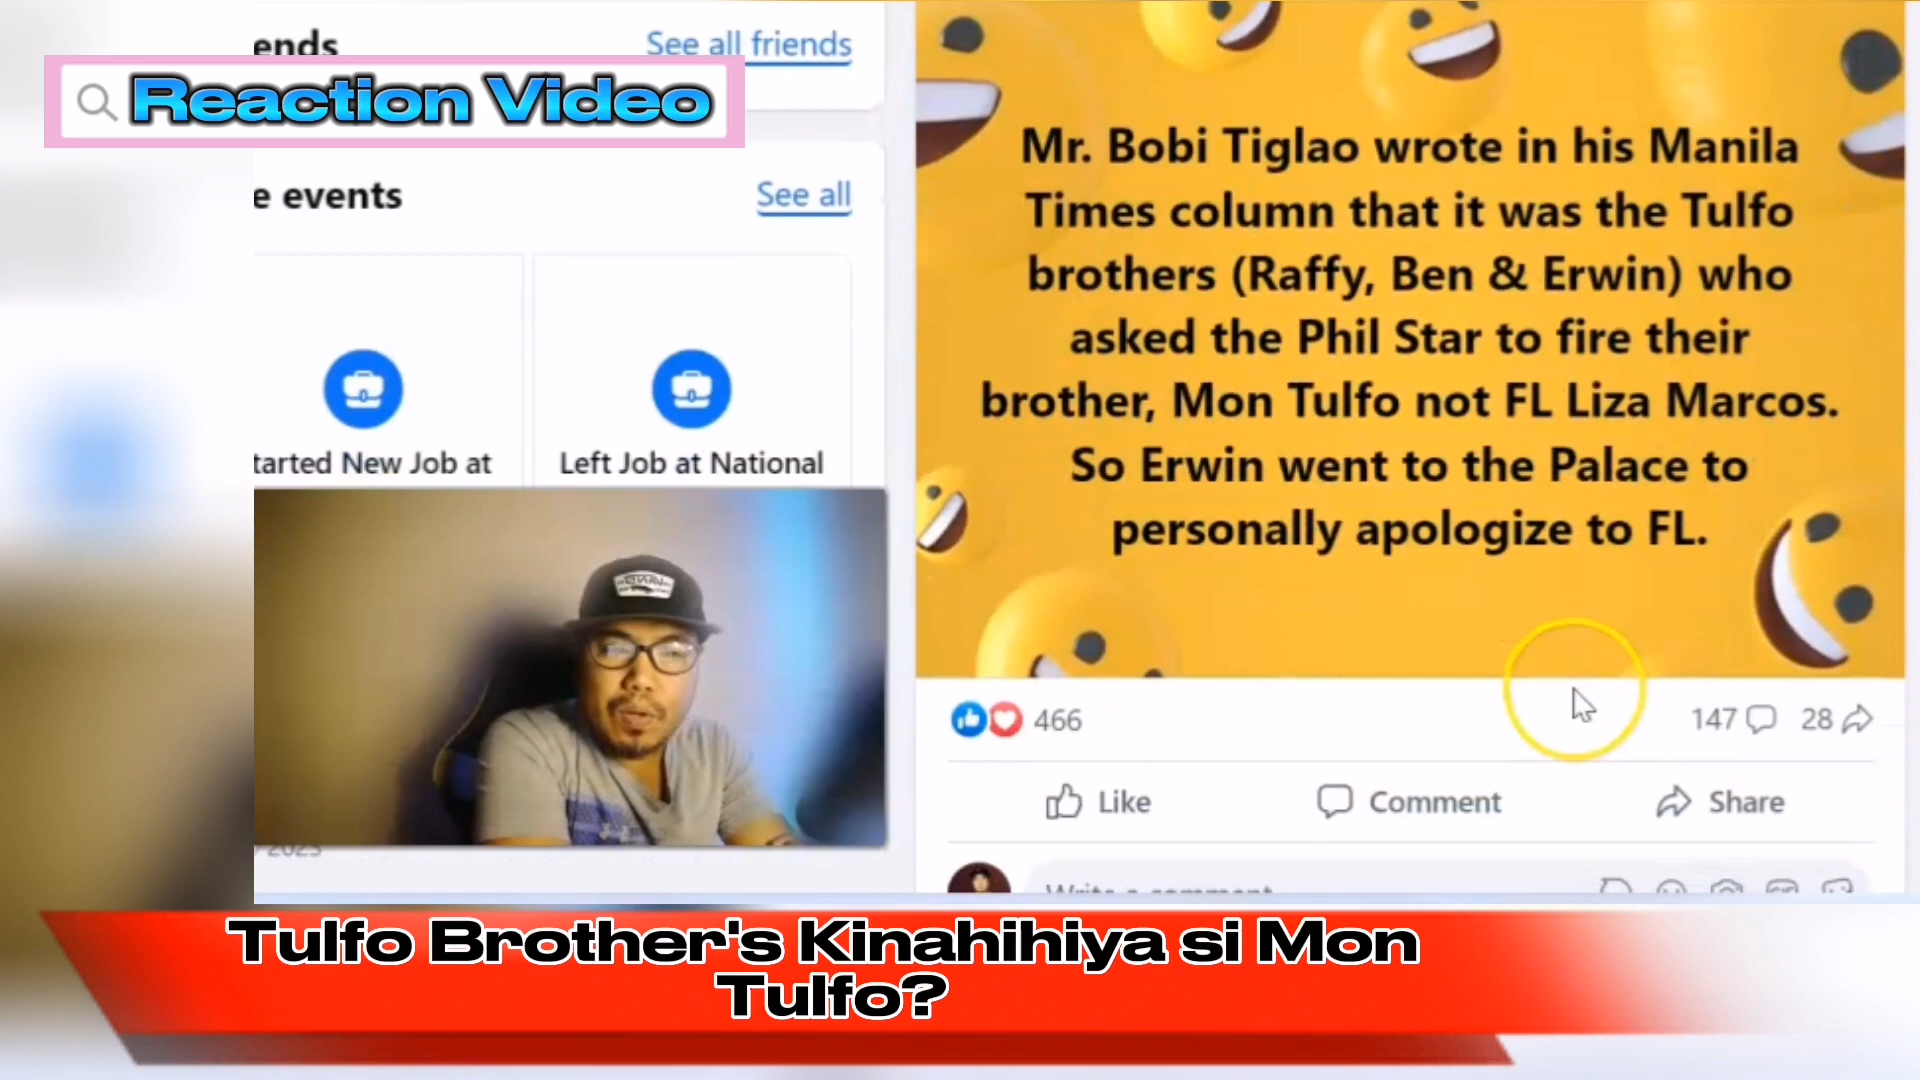 ends
See all friends
Reaction Video
e events
See all
tarted New Job at
Left Job at National
2023
Mr. Bobi Tiglao wrote in his Manila
Times column that it was the Tulfo
brothers (Raffy, Ben & Erwin) who
asked the Phil Star to fire their
brother, Mon Tulfo not FL Liza Marcos.
So Erwin went to the Palace to
personally apologize to FL.
466
147
28
Like
Comment
Share
Write a comment
Tulfo Brother's Kinahihiya si Mon
Tulfo?